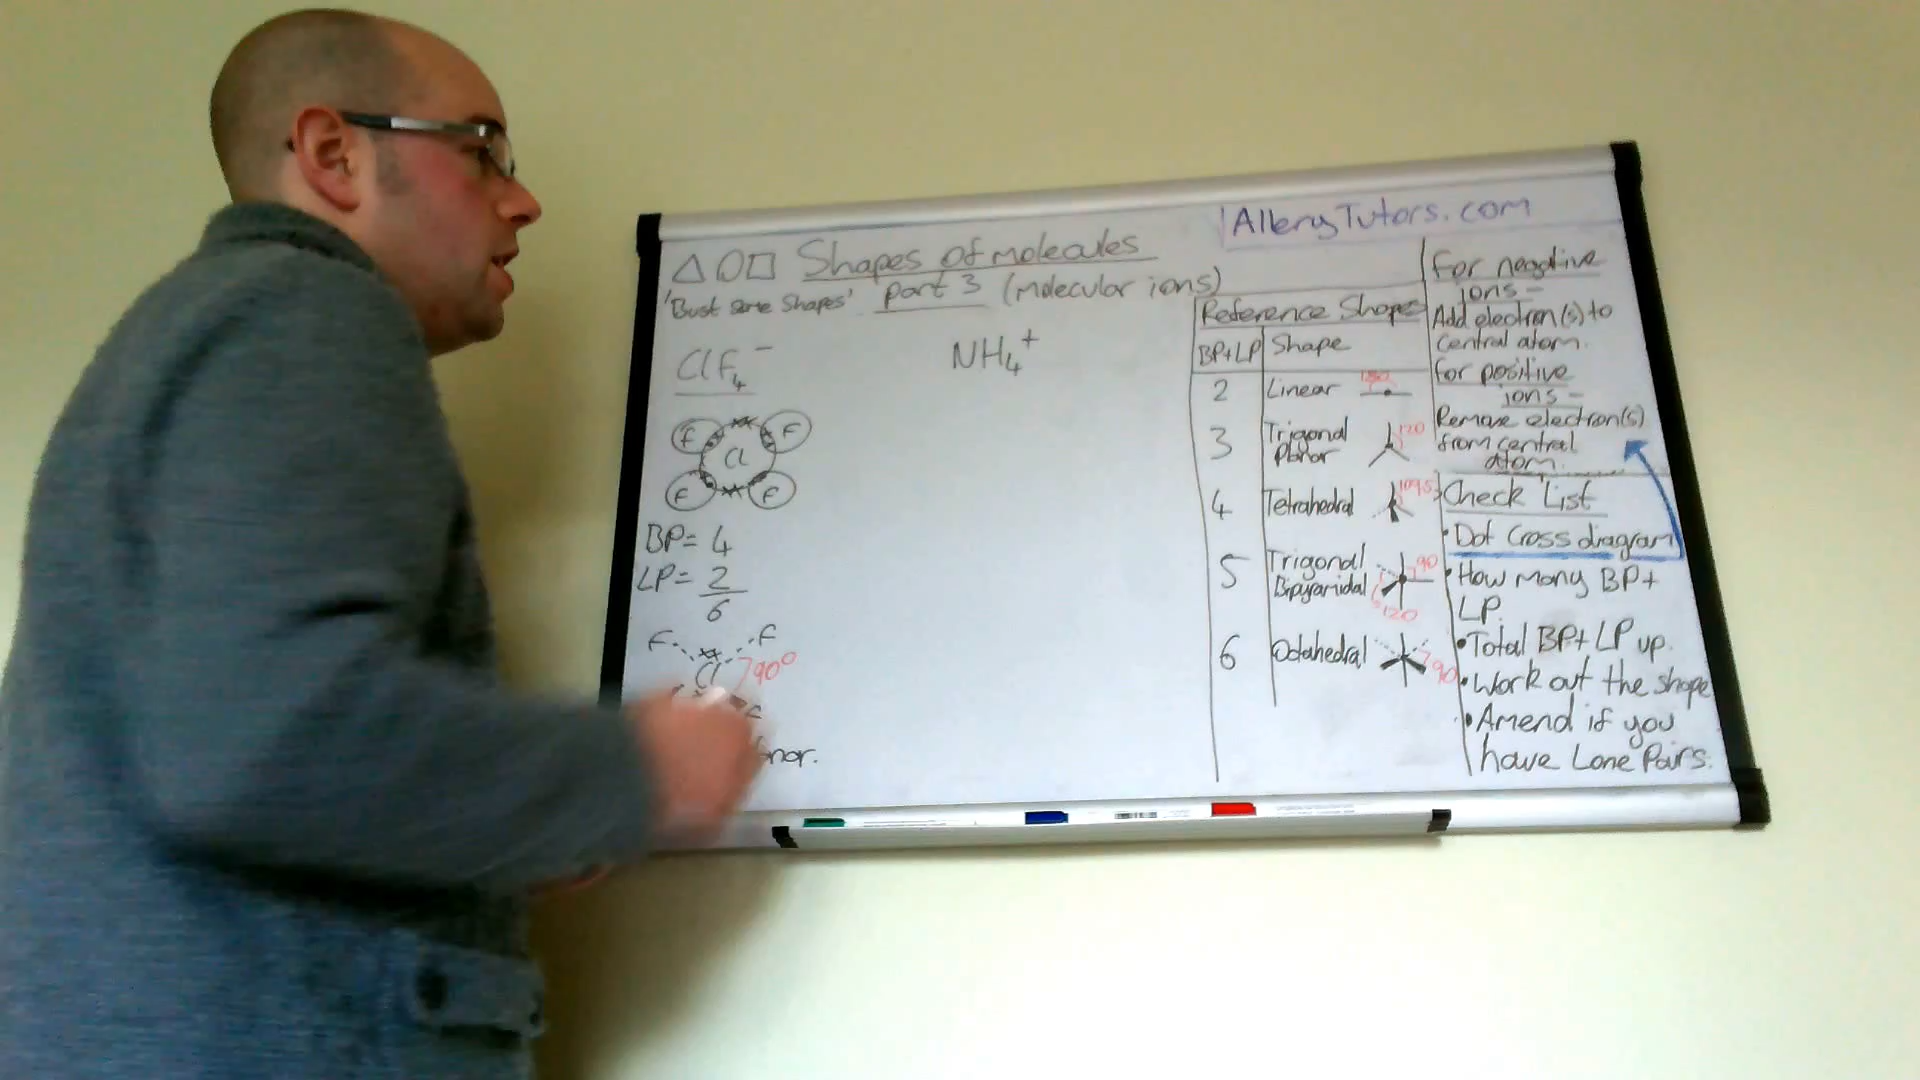 AlleryTutors.com
Shapes of molecules
'Bust some Shapes' part 3 (molecular ions)
ClF4⁻
F F
Cl
F F
BP= 4
LP= 2
6
F F
Cl 90°
F
NH4⁺
Reference Shapes
BP+LP Shape
2 Linear 180
3 Trigonal Planar 120
4 Tetrahedral 109.5
5 Trigonal Bipyramidal 90
120
6 Octahedral 90
For negative
ions -
Add electron(s) to
Central atom.
for positive
ions -
Remove electron(s)
from central
atom.
Check List
• Dot Cross diagram
• How many BP+
LP.
• Total BP+LP up.
• Work out the shape
• Amend if you
have Lone Pairs.